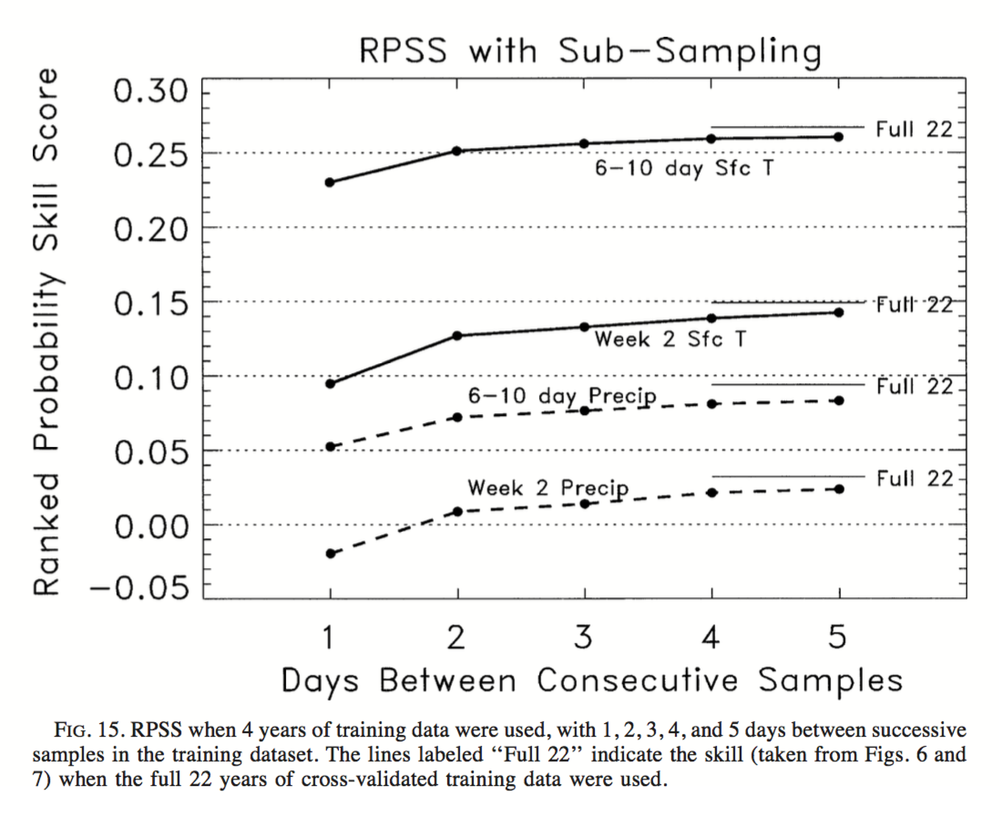 RPSS with Sub-Sampling
Ranked Probability Skill Score
0.30
0.25
0.20
0.15
0.10
0.05
0.00
-0.05
Full 22
6-10 day Sfc T
Full 22
Week 2 Sfc T
Full 22
6-10 day Precip
Full 22
Week 2 Precip
1 2 3 4 5
Days Between Consecutive Samples
FIG. 15. RPSS when 4 years of training data were used, with 1, 2, 3, 4, and 5 days between successive
samples in the training dataset. The lines labeled “Full 22” indicate the skill (taken from Figs. 6 and
7) when the full 22 years of cross-validated training data were used.